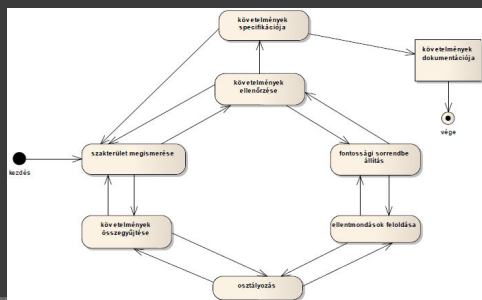 követelmények
specifikációja
követelmények
dokumentációja
követelmények
ellenőrzése
vége
szakterület megismerése
fontossági sorrendbe
állítás
kezdés
követelmények
összegyűjtése
ellentmondások feloldása
osztályozás